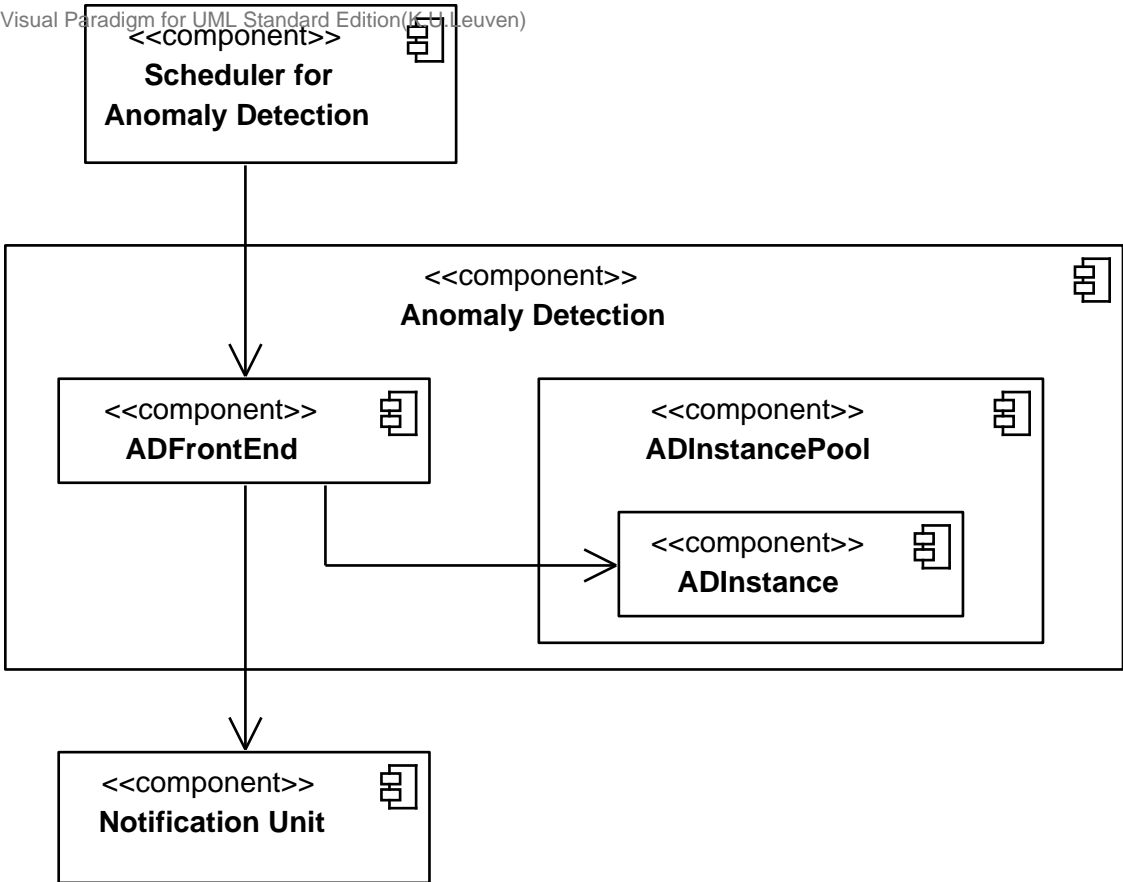 Visual Paradigm for UML Standard Edition(K.U.Leuven)
<<component>>
Scheduler for
Anomaly Detection
<<component>>
Anomaly Detection
<<component>>
ADFrontEnd
<<component>>
ADInstancePool
<<component>>
ADInstance
<<component>>
Notification Unit